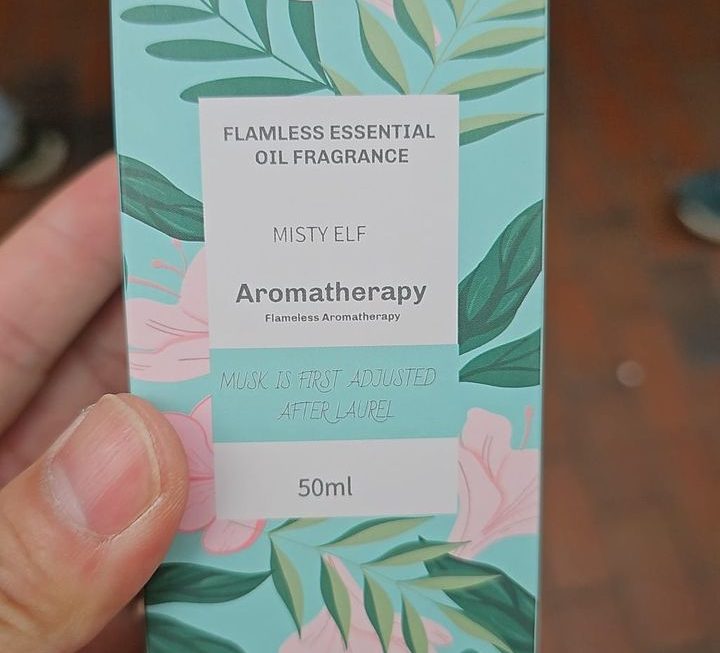 FLAMLESS ESSENTIAL
OIL FRAGRANCE
MISTY ELF
Aromatherapy
Flameless Aromatherapy
MUSK IS FIRST ADJUSTED
AFTER LAUREL
50ml